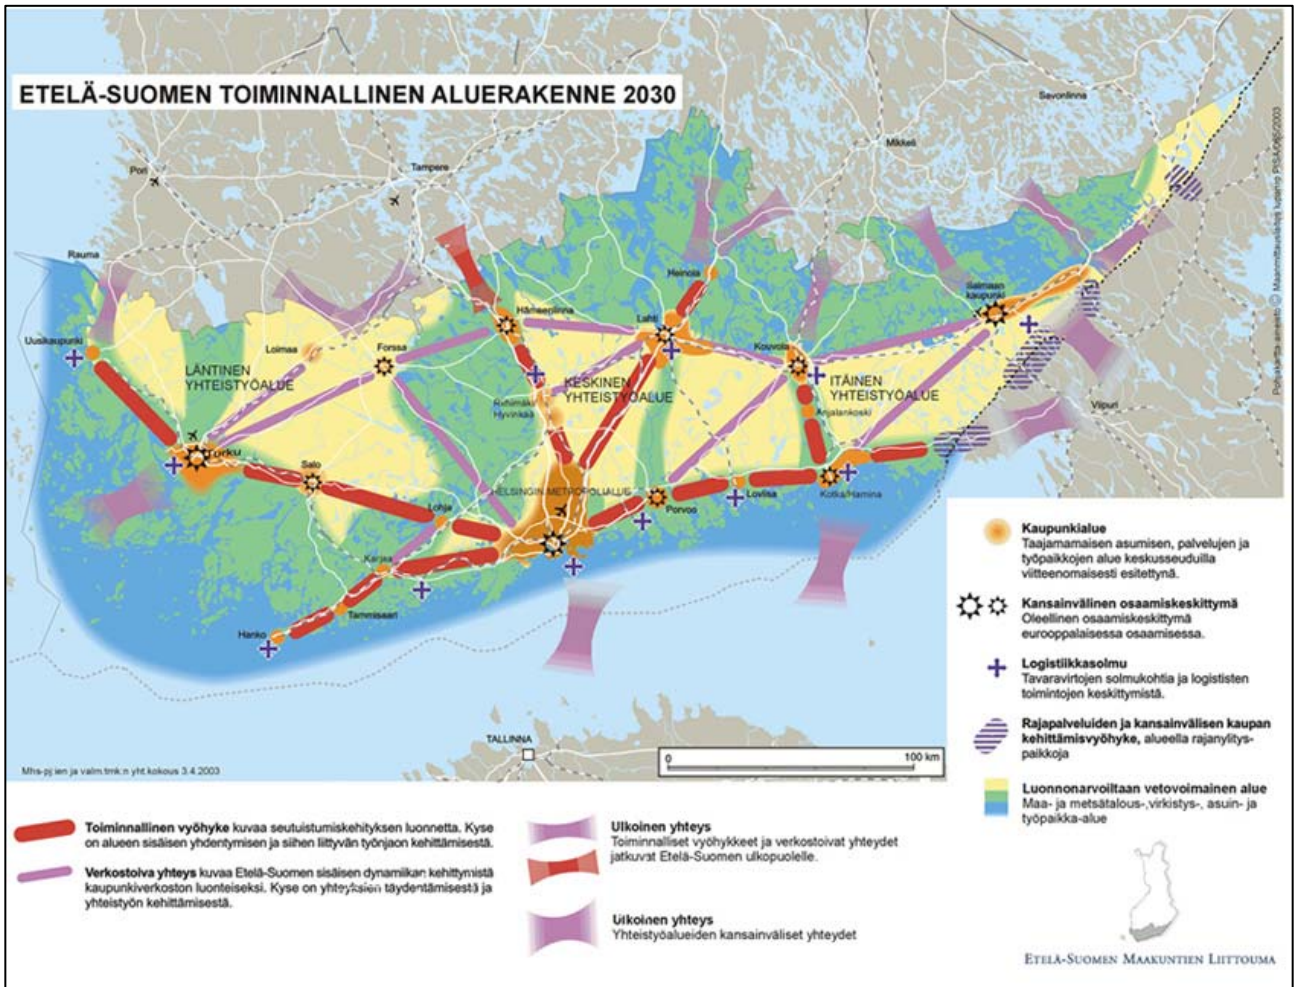 ETELÄ-SUOMEN TOIMINNALLINEN ALUERAKENNE 2030
Savonlinna
Mikkeli
Pori
Tampere
Rauma
Heinola
Saimaan
kaupunki
Hämeenlinna
Lahti
Uusikaupunki
Loimaa
Forssa
Kouvola
LÄNTINEN
YHTEISTYÖALUE
KESKINEN
YHTEISTYÖALUE
ITÄINEN
YHTEISTYÖALUE
Riihimäki
Hyvinkää
Anjalankoski
Viipuri
Turku
Salo
HELSINGIN METROPOLIALUE
Lohja
Porvoo
Loviisa
Kotka/Hamina
Karjaa
Tammisaari
Hanko
TALLINNA
0 100 km
Mhs-pj:ien ja valm.tmk:n yht.kokous 3.4.2003
Pohjakartta-aineisto © Maanmittauslaitos lupanro
Kaupunkialue
Taajamamaisen asumisen, palvelujen ja
työpaikkojen alue keskusseuduilla
viitteenomaisesti esitettynä.
Kansainvälinen osaamiskeskittymä
Oleellinen osaamiskeskittymä
eurooppalaisessa osaamisessa.
Logistiikkasolmu
Tavaravirtojen solmukohtia ja logististen
toimintojen keskittymistä.
Rajapalveluiden ja kansainvälisen kaupan
kehittämisvyöhyke, alueella rajanylitys-
paikkoja
Luonnonarvoiltaan vetovoimainen alue
Maa- ja metsätalous-,virkistys-, asuin- ja
työpaikka-alue
Toiminnallinen vyöhyke kuvaa seutuistumiskehityksen luonnetta. Kyse
on alueen sisäisen yhdentymisen ja siihen liittyvän työnjaon kehittämisestä.
Verkostoiva yhteys kuvaa Etelä-Suomen sisäisen dynamiikan kehittymistä
kaupunkiverkoston luonteiseksi. Kyse on yhteyksien täydentämisestä ja
yhteistyön kehittämisestä.
Ulkoinen yhteys
Toiminnalliset vyöhykkeet ja verkostoivat yhteydet
jatkuvat Etelä-Suomen ulkopuolelle.
Ulkoinen yhteys
Yhteistyöalueiden kansainväliset yhteydet
ETELÄ-SUOMEN MAAKUNTIEN LIITTOUMA